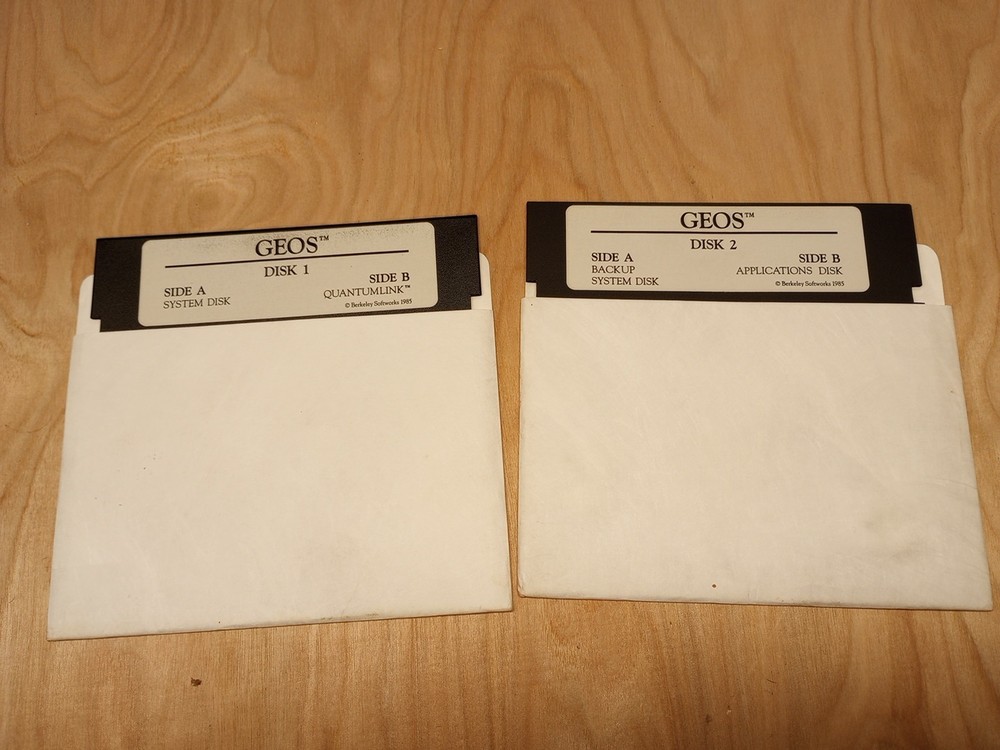 GEOS™
DISK 1
SIDE A
SYSTEM DISK
SIDE B
QUANTUMLINK™
© Berkeley Softworks 1985
GEOS™
DISK 2
SIDE A
BACKUP
SYSTEM DISK
SIDE B
APPLICATIONS DISK
© Berkeley Softworks 1985